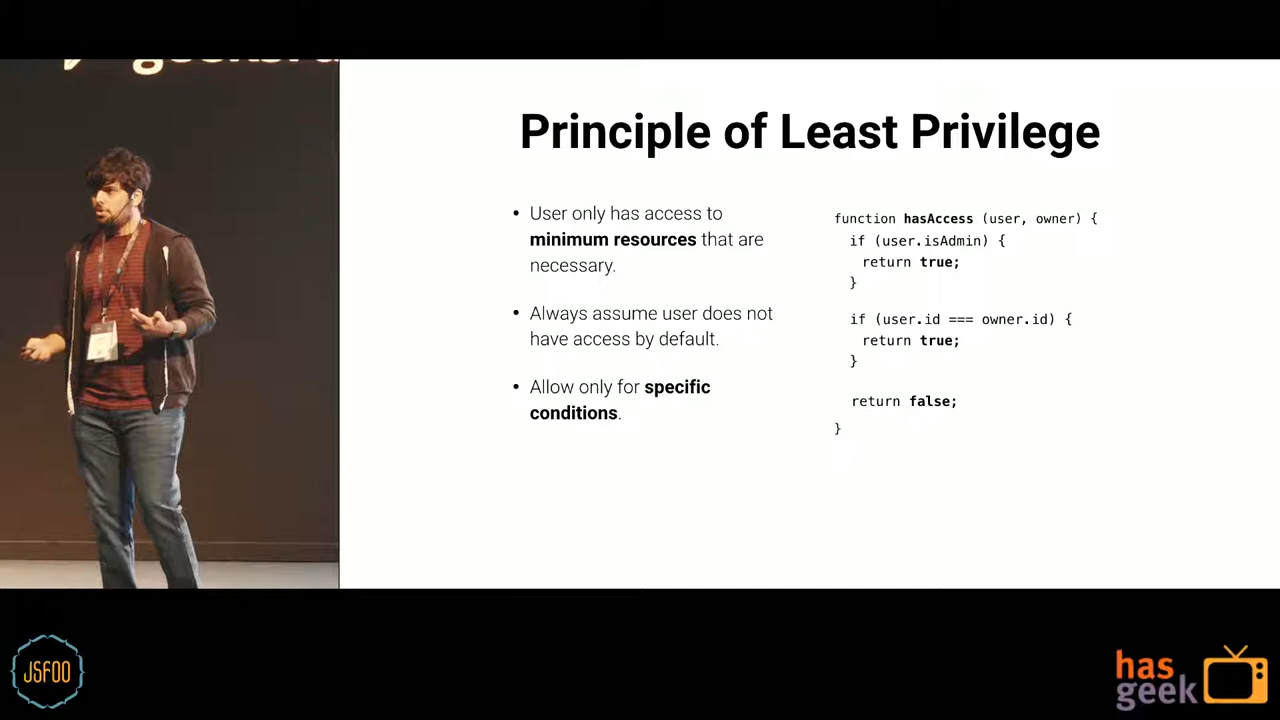 Principle of Least Privilege
• User only has access to
minimum resources that are
necessary.
• Always assume user does not
have access by default.
• Allow only for specific
conditions.
function hasAccess (user, owner) {
if (user.isAdmin) {
return true;
}
if (user.id === owner.id) {
return true;
}
return false;
}
JSFOO
has
geek